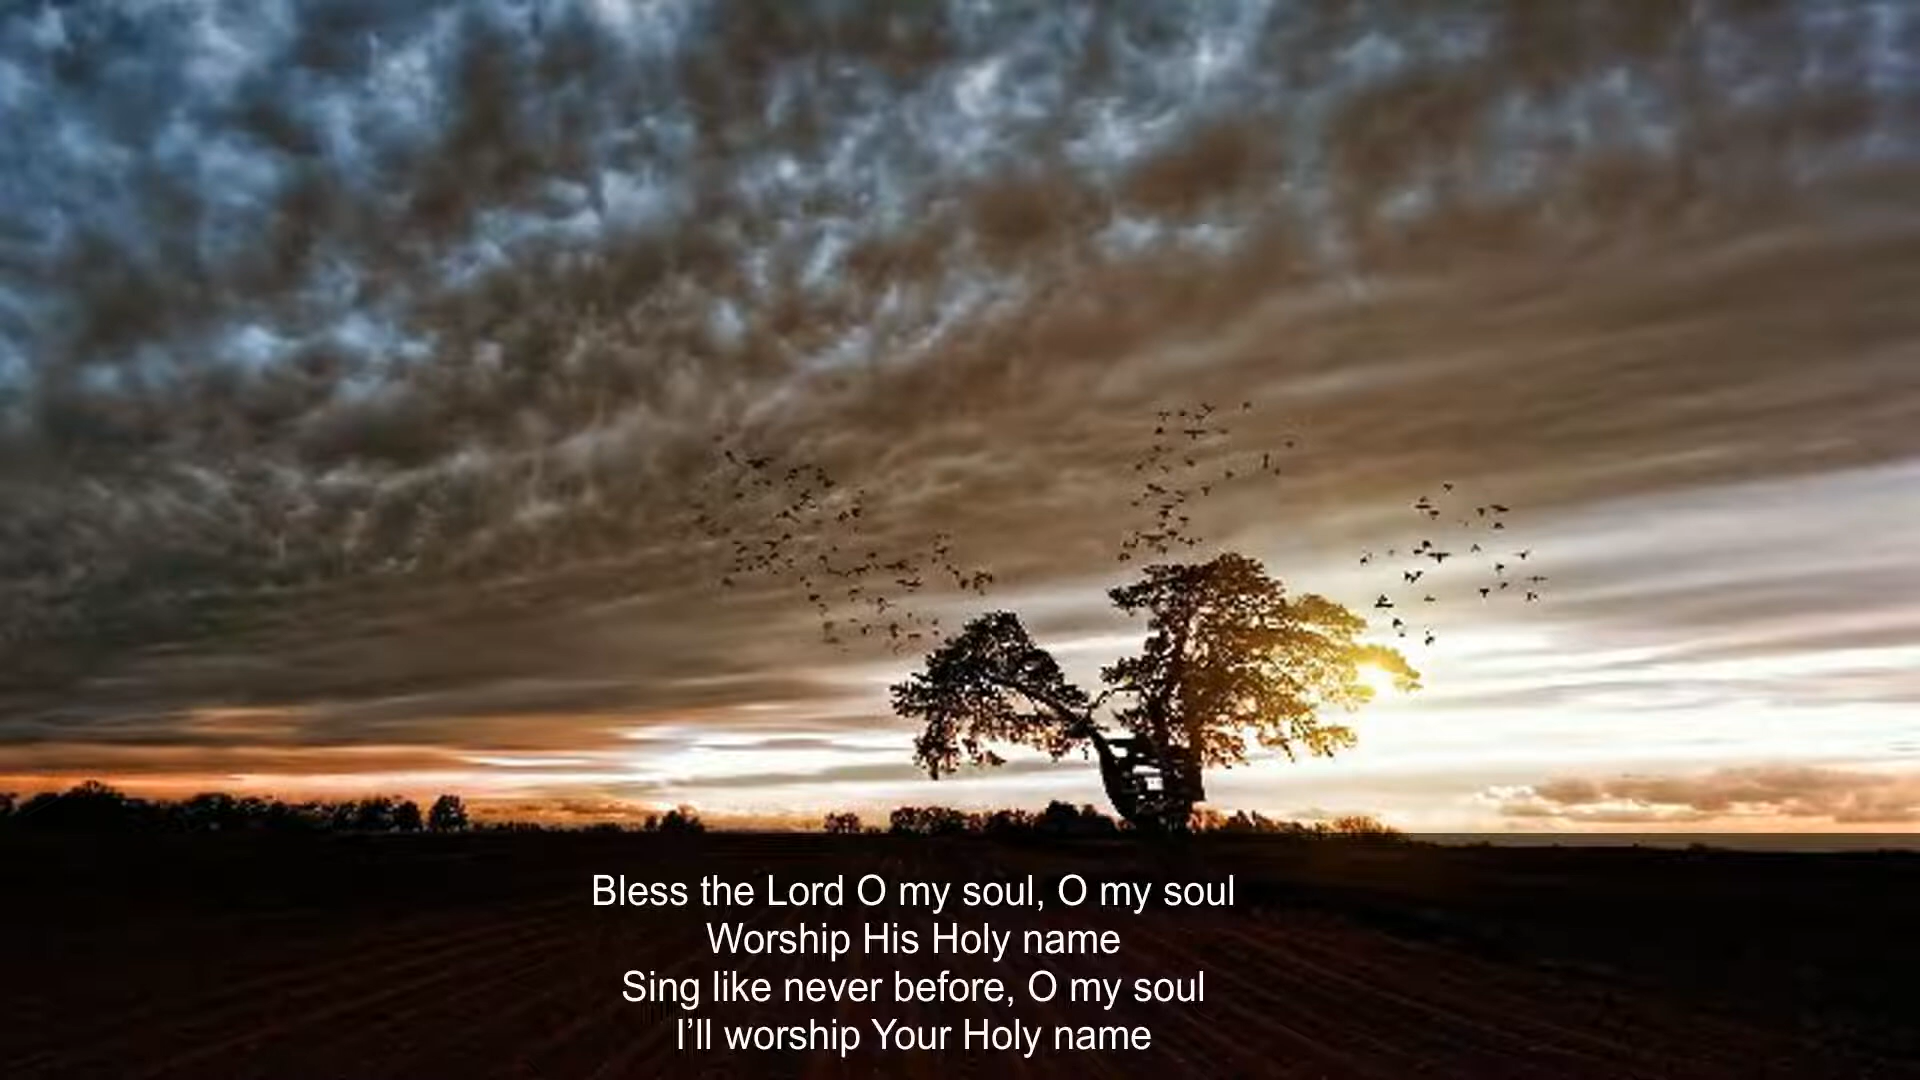 Bless the Lord O my soul, O my soul
Worship His Holy name
Sing like never before, O my soul
I’ll worship Your Holy name